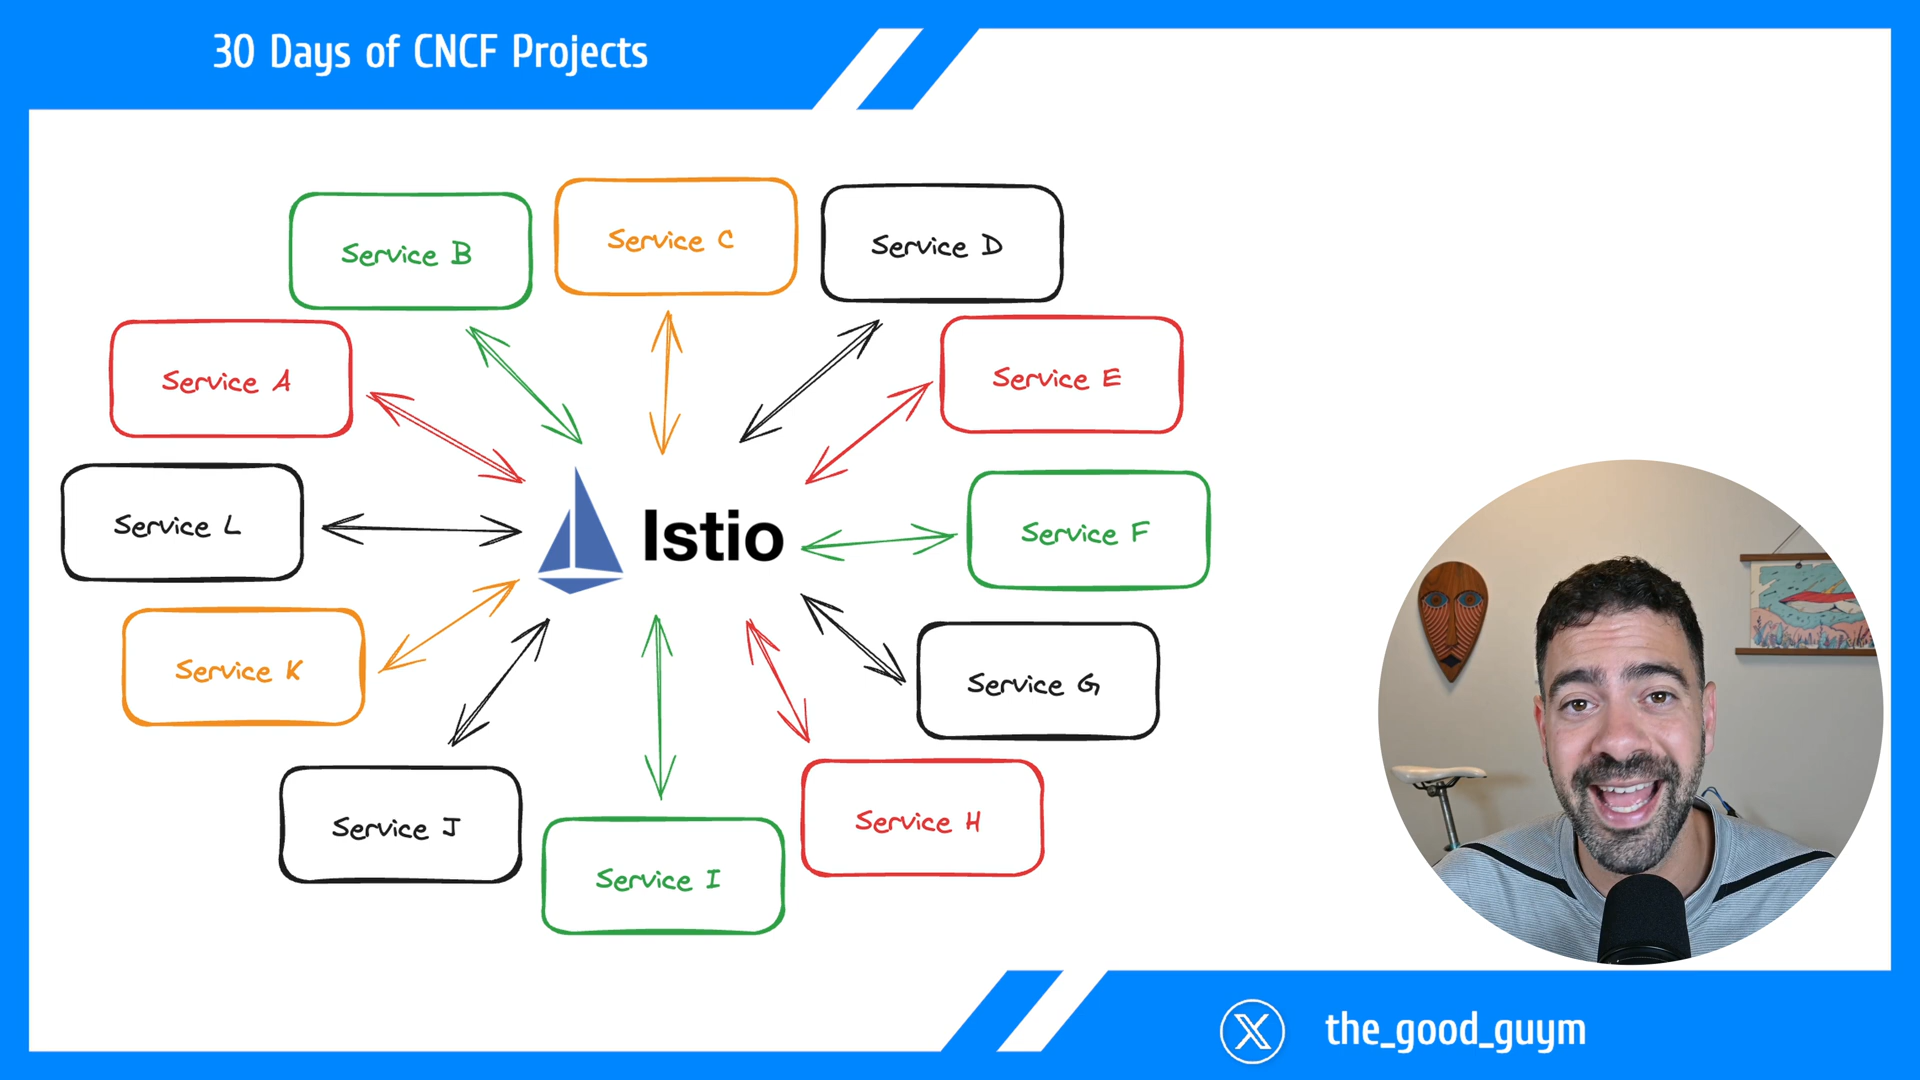 30 Days of CNCF Projects
Service B
Service C
Service D
Service A
Service E
Service L
Istio
Service F
Service K
Service G
Service J
Service I
Service H
the_good_guym